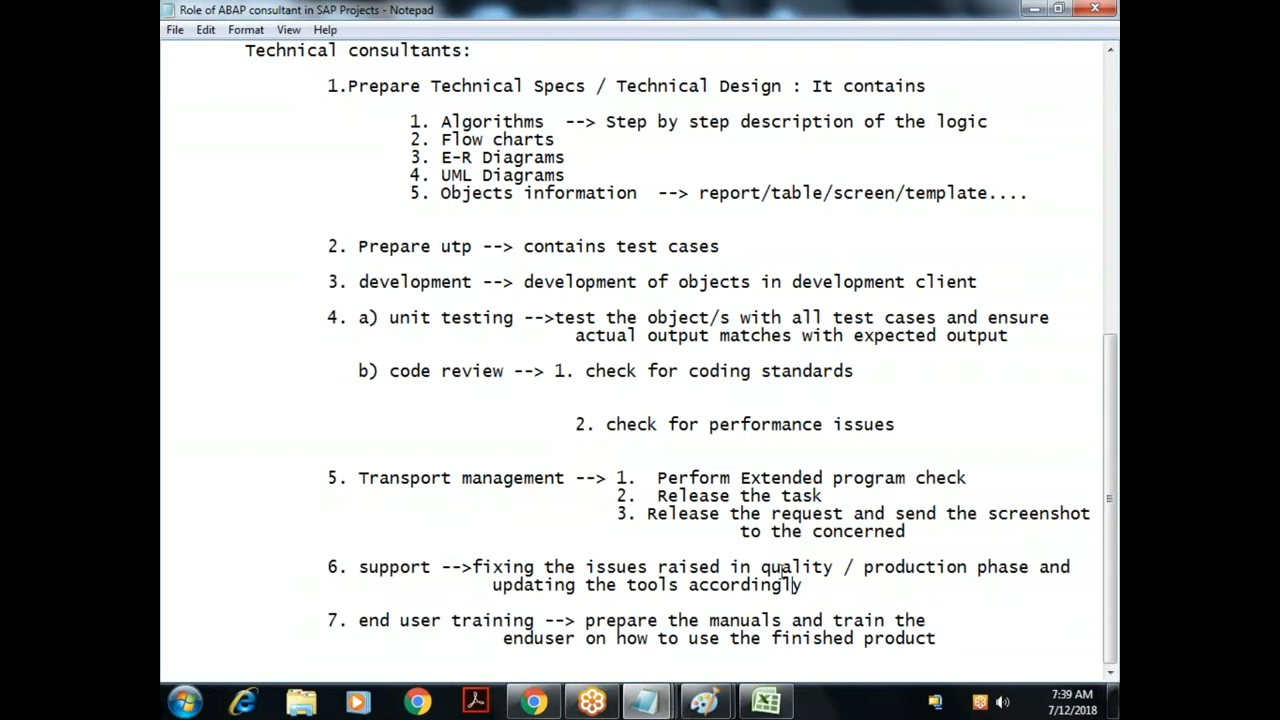 Role of ABAP consultant in SAP Projects - Notepad
File Edit Format View Help
Technical consultants:
1.Prepare Technical Specs / Technical Design : It contains
1. Algorithms --> Step by step description of the logic
2. Flow charts
3. E-R Diagrams
4. UML Diagrams
5. Objects information --> report/table/screen/template....
2. Prepare utp --> contains test cases
3. development --> development of objects in development client
4. a) unit testing -->test the object/s with all test cases and ensure
actual output matches with expected output
b) code review --> 1. check for coding standards
2. check for performance issues
5. Transport management --> 1. Perform Extended program check
2. Release the task
3. Release the request and send the screenshot
to the concerned
6. support -->fixing the issues raised in quality / production phase and
updating the tools accordingly
7. end user training --> prepare the manuals and train the
enduser on how to use the finished product
7:39 AM
7/12/2018